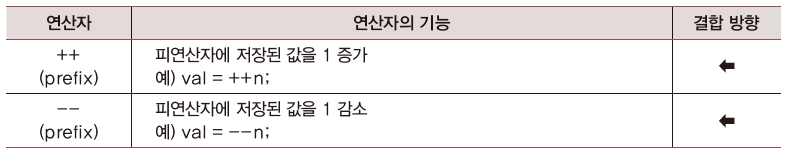 연산자 연산자의 기능 결합 방향
++ 피연산자에 저장된 값을 1 증가
(prefix) 예) val = ++n; ⬅
-- 피연산자에 저장된 값을 1 감소
(prefix) 예) val = --n; ⬅